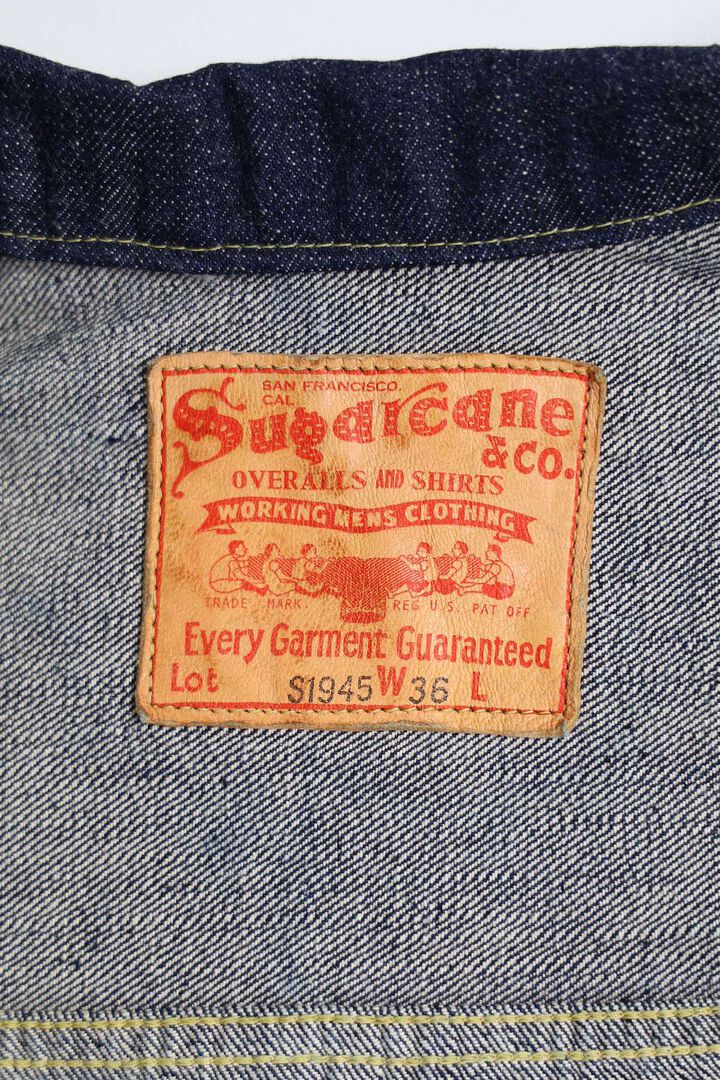 SAN FRANCISCO.
CAL
Sugarcane
& CO.
OVERALLS AND SHIRTS
WORKING MENS CLOTHING
TRADE MARK. REG U.S. PAT OFF
Every Garment Guaranteed
Lot S1945 W 36 L